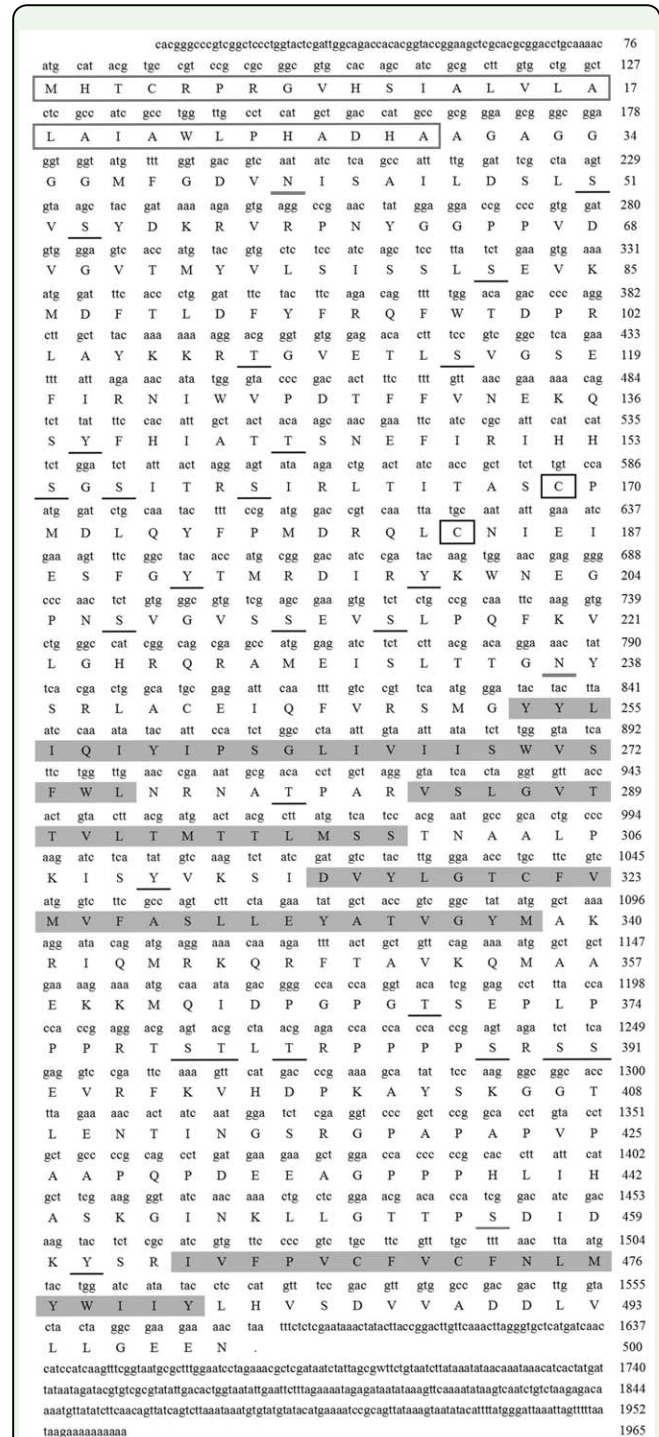 cacgggcccgtcggctccctggtactcgattggcagaccacacggtaccggaagctcgcacgcggacctgcaaaac 76
atg cat acg tgc cgt ccg cgc ggc gtg cac agc atc gcg ctt gtg ctg gct 127
M H T C R P R G V H S I A L V L A 17
ctc gcc atc gcc tgg ttg cct cat gct gac cat gcc gcg gga gca ggc gga 178
L A I A W L P H A D H A A G A G G 34
ggt ggt atg ttt ggt gac gtc aat atc tca gcc att ttg gat tcg cta agt 229
G G M F G D V N I S A I L D S L S 51
gta agc tac gat aaa aga gtg agg ccg aac tat gga gga ccg ccc gtg gat 280
V S Y D K R V R P N Y G G P P V D 68
gtg gga gtc acc atg tac gtg ctc tcc atc agc tcc tta tct gaa gtg aaa 331
V G V T M Y V L S I S S L S E V K 85
atg gat ttc acc ctg gat ttc tac ttc aga cag ttt tgg aca gac ccc agg 382
M D F T L D F Y F R Q F W T D P R 102
ctt gct tac aaa aaa agg acg ggt gtg gag aca ctt tcc gtc ggc tca gaa 433
L A Y K K R T G V E T L S V G S E 119
ttt att aga aac ata tgg gta ccc gac act ttc ttt gtt aac gaa aaa cag 484
F I R N I W V P D T F F V N E K Q 136
tct tat ttc cac att gct act aca agc aac gaa ttc atc cgc att cat cat 535
S Y F H I A T T S N E F I R I H H 153
tct gga tct att act agg agt ata aga ctg act atc acc gct tct tgt cca 586
S G S I T R S I R L T I T A S C P 170
atg gat ctg caa tac ttt ccg atg gac cgt caa tta tgc aat att gaa atc 637
M D L Q Y F P M D R Q L C N I E I 187
gaa agt ttc ggc tac acc atg cgg gac atc cga tac aag tgg aac gag ggg 688
E S F G Y T M R D I R Y K W N E G 204
ccc aac tct gtg ggc gtg tcg agc gaa gtg tct ctg ccg caa ttc aag gtg 739
P N S V G V S S E V S L P Q F K V 221
ctg ggc cat cgg cag cga gcc atg gag atc tct ctt acg aca gga aac tat 790
L G H R Q R A M E I S L T T G N Y 238
tca cga ctg gca tgc gag att caa ttt gtc cgt tca atg gga tac tac tta 841
S R L A C E I Q F V R S M G Y Y L 255
atc caa ata tac att cca tct ggc cta att gta att ata tct tgg gta tca 892
I Q I Y I P S G L I V I I S W V S 272
ttc tgg ttg aac cga aat gcg aca cct gct agg gta tca cta ggt gtt acc 943
F W L N R N A T P A R V S L G V T 289
act gta ctt acg atg act acg ctt atg tca tcc acg aat gcc gca ctg ccc 994
T V L T M T T L M S S T N A A L P 306
aag atc tca tat gtc aag tct atc gat gtc tac ttg gga acc tgc ttc gtc 1045
K I S Y V K S I D V Y L G T C F V 323
atg gtc ttc gcc agt ctt cta gaa tat gct acc gtc ggc tat atg gct aaa 1096
M V F A S L L E Y A T V G Y M A K 340
agg ata cag atg agg aaa caa aga ttt act gct gtt cag aaa atg gct gct 1147
R I Q M R K Q R F T A V K Q M A A 357
gaa aag aaa atg caa ata gac ggg cca cca ggt aca tcg gag cct tta cca 1198
E K K M Q I D P G P G T S E P L P 374
cca ccg agg acg agt acg cta acg aga cca cca cca ccg agt aga tct tca 1249
P P R T S T L T R P P P P S R S S 391
gag gtc cga ttc aaa gtt cat gac ccg aaa gca tat tcc aag ggc ggc acc 1300
E V R F K V H D P K A Y S K G G T 408
tta gaa aac act atc aat gga tct cga ggt ccc gct ccg gca cct gta cct 1351
L E N T I N G S R G P A P A P V P 425
gct gcc ccg cag cct gat gaa gaa gct gga cca ccc ccg cac ctt att cat 1402
A A P Q P D E E A G P P P H L I H 442
gct tcg aag ggt atc aac aaa ctg ctc gga acg aca cca tcg gac atc gac 1453
A S K G I N K L L G T T P S D I D 459
aag tac tct cgc atc gtg ttc ccc gtc tgc ttc gtt tgc ttt aac tta atg 1504
K Y S R I V F P V C F V C F N L M 476
tac tgg atc ata tac ctc cat gtt tcc gac gtt gtg gcc gac gac ttg gta 1555
Y W I I Y L H V S D V V A D D L V 493
cta cta ggc gaa gaa aac taa tttctctcgaataaactatacttaccggacttgttcaaacttagggtgctcatgatcaac 1637
L L G E E N . 500
catccatcaagtttcggtaatgcgctttggaatcctagaaacgctcgataatctattagcgwttctgtaatcttataaatataacaaataaacatcactatgat 1740
tataatagatacgtgtcgcgtatattgacactggtaatattgaattctttagaaaatagagataatataaagttcaaaatataagtcaatctgtctaagagaca 1844
aaatgttatatcttcaacagttatcagtcttaaataaatgtgtatgtatacatgaaaatccgcagttataaagtaatatacattttatgggattaaattagtttttaa 1952
taagaaaaaaaaaa 1965